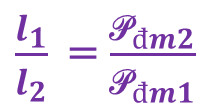 l₁/l₂ = 𝒫đm2/𝒫đm1